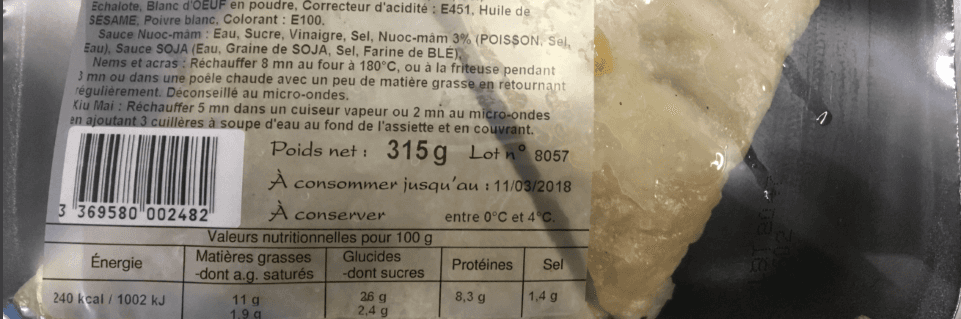 Echalote, Blanc d'OEUF en poudre, Correcteur d'acidité : E451, Huile de
SESAME, Poivre blanc, Colorant : E100.
Sauce Nuoc-mâm : Eau, Sucre, Vinaigre, Sel, Nuoc-mâm 3% (POISSON, Sel,
Eau), Sauce SOJA (Eau, Graine de SOJA, Sel, Farine de BLE),
Nems et acras : Réchauffer 8 mn au four à 180°C, ou à la friteuse pendant
3 mn ou dans une poêle chaude avec un peu de matière grasse en retournant
régulièrement. Déconseillé au micro-ondes.
Kiu Mai : Réchauffer 5 mn dans un cuiseur vapeur ou 2 mn au micro-ondes
en ajoutant 3 cuillères à soupe d'eau au fond de l'assiette et en couvrant.
Poids net : 315g Lot n° 8057
À consommer jusqu'au : 11/03/2018
3 369580 002482
À conserver entre 0°C et 4°C.
Valeurs nutritionnelles pour 100 g
Énergie Matières grasses Glucides Protéines Sel
-dont a.g. saturés -dont sucres
240 kcal / 1002 kJ 11 g 26 g 8,3 g 1,4 g
1,9 g 2,4 g